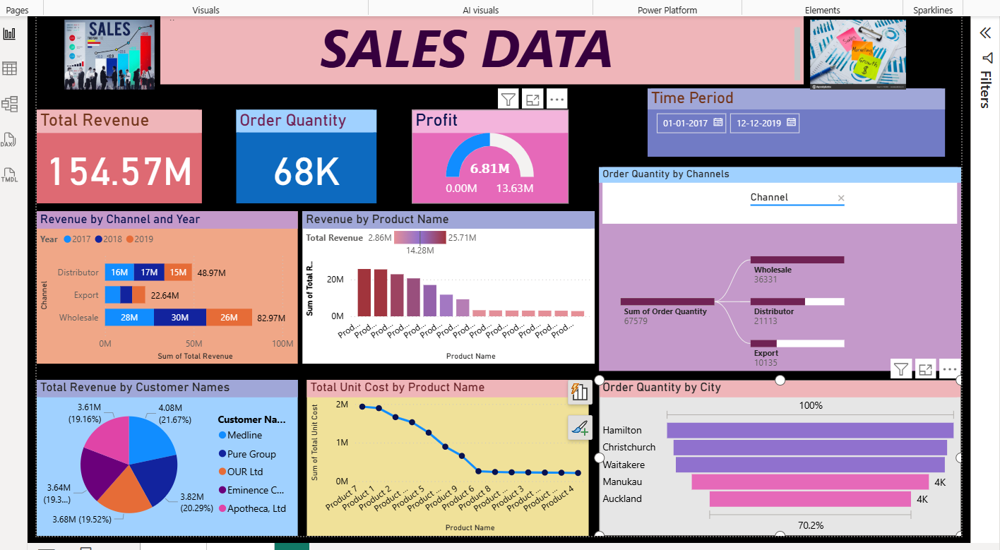 Pages
Visuals
AI visuals
Power Platform
Elements
Sparklines
SALES
SALES DATA
Sales
Marketing
Growth
$
Filters
DAX
TMDL
Total Revenue
154.57M
Order Quantity
68K
Profit
6.81M
0.00M 13.63M
Time Period
01-01-2017 12-12-2019
Revenue by Channel and Year
Year 2017 2018 2019
Channel
Distributor 16M 17M 15M 48.97M
Export 22.64M
Wholesale 28M 30M 26M 82.97M
0M 50M 100M
Sum of Total Revenue
Revenue by Product Name
Total Revenue 2.86M 25.71M
14.28M
Sum of Total R...
20M
0M
Prod... Prod... Prod... Prod... Prod... Prod... Prod... Prod... Prod... Prod... Prod... Prod... Prod... Prod...
Product Name
Order Quantity by Channels
Channel
Wholesale
36331
Sum of Order Quantity
67579
Distributor
21113
Export
10135
Total Revenue by Customer Names
3.61M
(19.16%)
4.08M
(21.67%)
3.64M
(19.3...)
3.82M
(20.29%)
3.68M (19.52%)
Customer Na...
Medline
Pure Group
OUR Ltd
Eminence C...
Apotheca, Ltd
Total Unit Cost by Product Name
Sum of Total Unit Cost
2M
1M
0M
Product 7 Product 1 Product 2 Product ... Product 5 Product ... Product 9 Product 6 Product 8 Product ... Product 3 Product ... Product ... Product 4
Product Name
Order Quantity by City
100%
Hamilton
Christchurch
Waitakere
Manukau 4K
Auckland 4K
70.2%